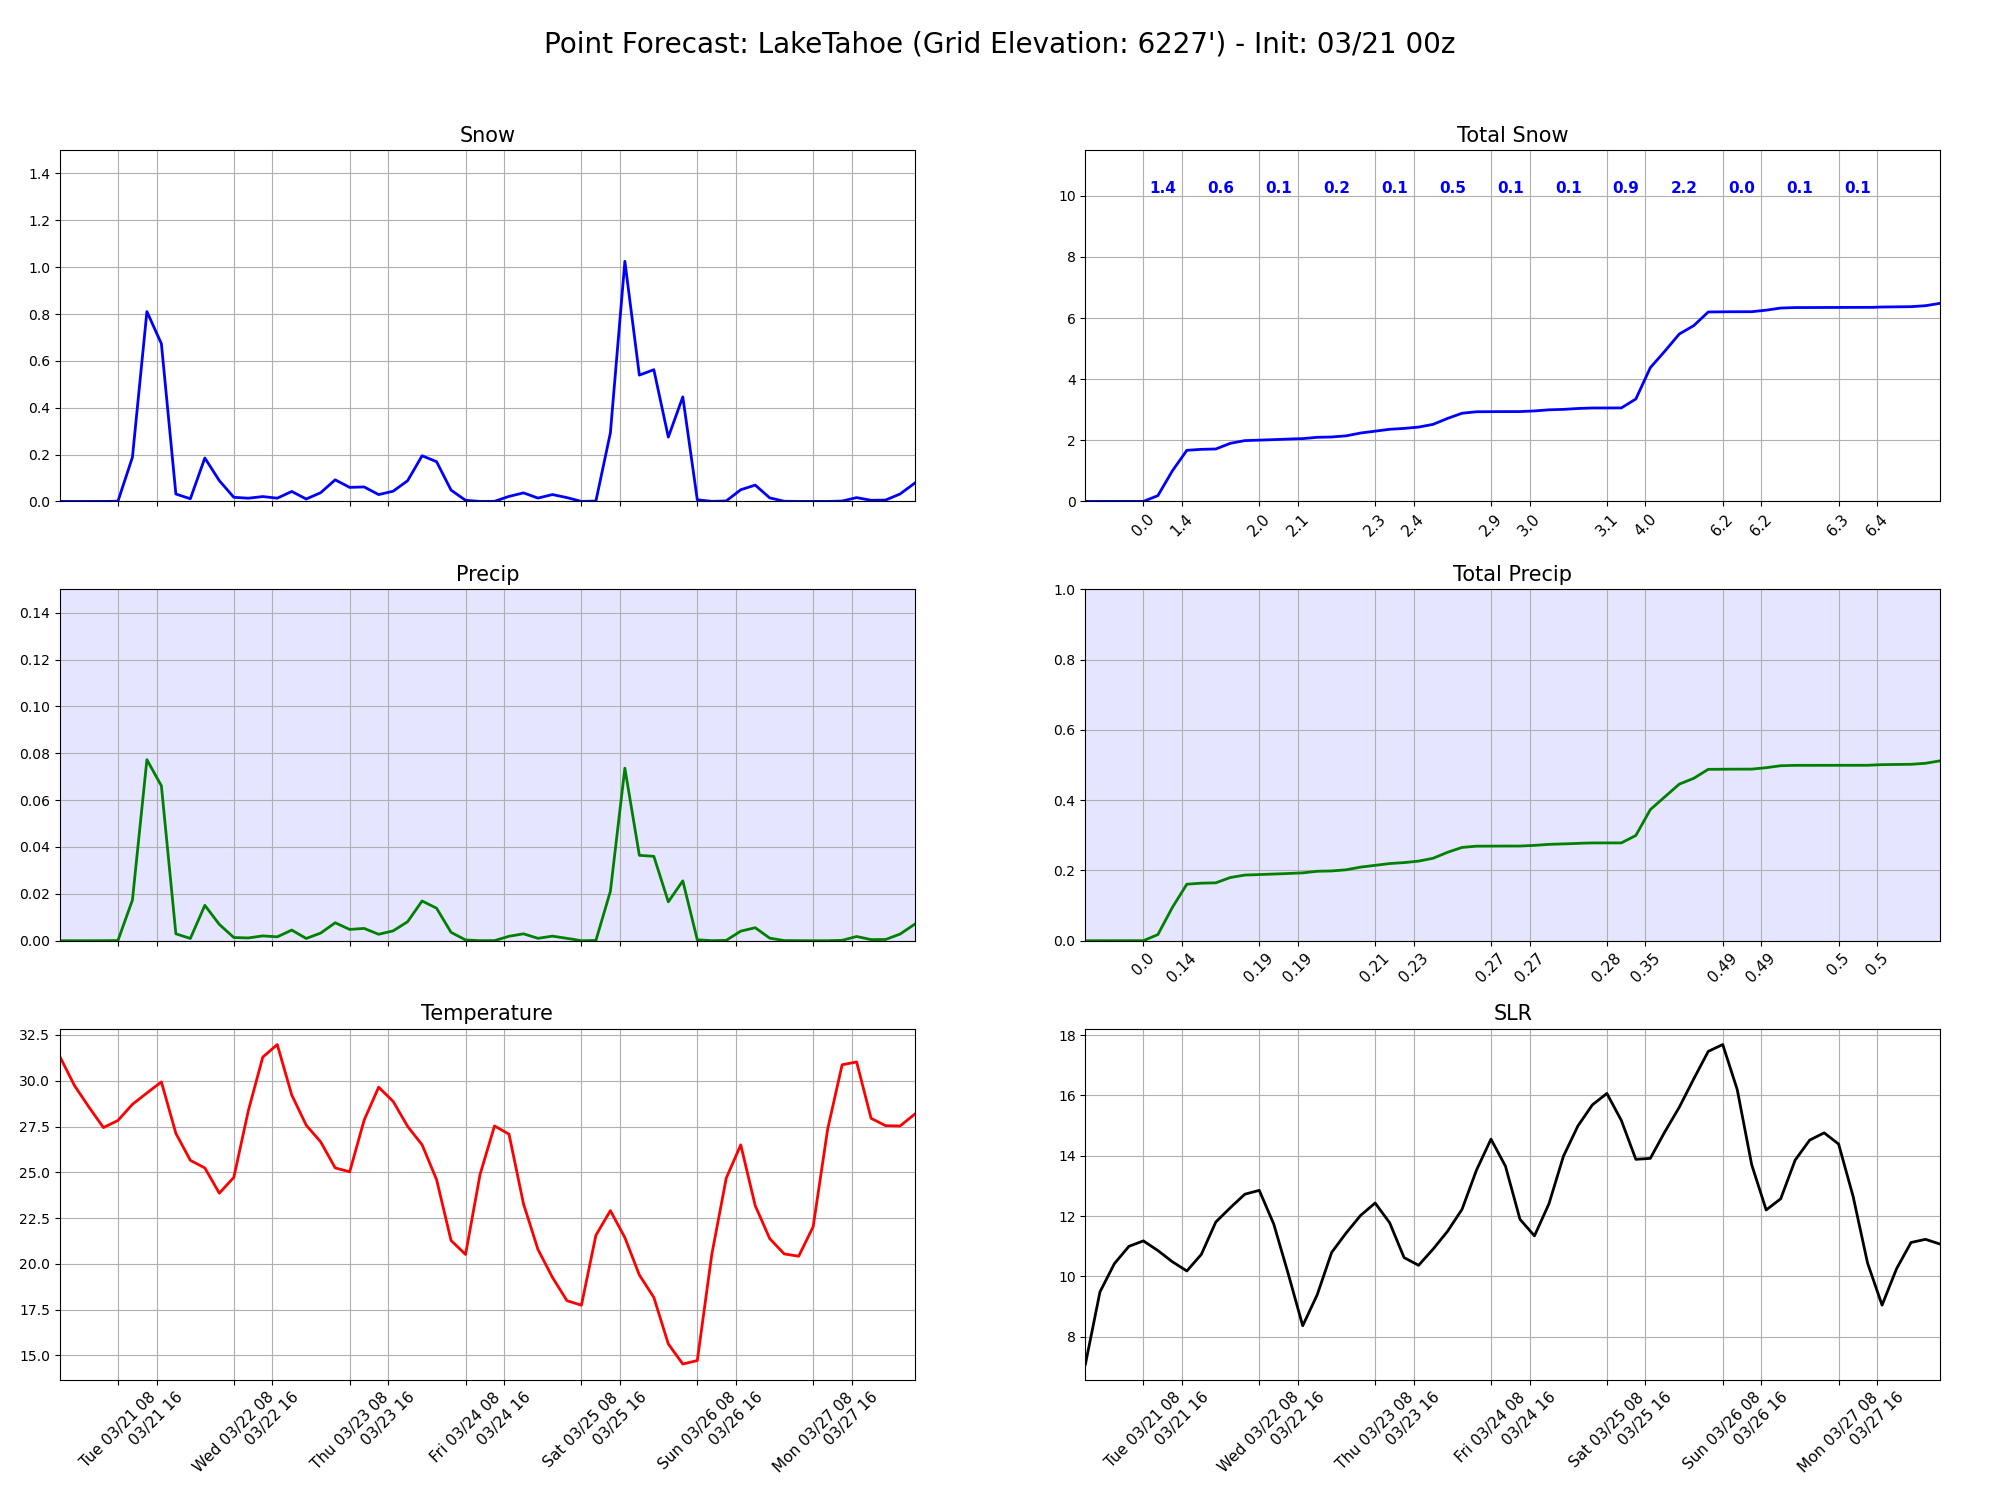 Point Forecast: LakeTahoe (Grid Elevation: 6227') - Init: 03/21 00z
Snow
1.4
1.2
1.0
0.8
0.6
0.4
0.2
0.0
Total Snow
1.4 0.6 0.1 0.2 0.1 0.5 0.1 0.1 0.9 2.2 0.0 0.1 0.1
10
8
6
4
2
0
0.0 1.4 2.0 2.1 2.3 2.4 2.9 3.0 3.1 4.0 6.2 6.2 6.3 6.4
Precip
0.14
0.12
0.10
0.08
0.06
0.04
0.02
0.00
Total Precip
1.0
0.8
0.6
0.4
0.2
0.0
0.0 0.14 0.19 0.19 0.21 0.23 0.27 0.27 0.28 0.35 0.49 0.49 0.5 0.5
Temperature
32.5
30.0
27.5
25.0
22.5
20.0
17.5
15.0
Tue 03/21 08
03/21 16
Wed 03/22 08
03/22 16
Thu 03/23 08
03/23 16
Fri 03/24 08
03/24 16
Sat 03/25 08
03/25 16
Sun 03/26 08
03/26 16
Mon 03/27 08
03/27 16
SLR
18
16
14
12
10
8
Tue 03/21 08
03/21 16
Wed 03/22 08
03/22 16
Thu 03/23 08
03/23 16
Fri 03/24 08
03/24 16
Sat 03/25 08
03/25 16
Sun 03/26 08
03/26 16
Mon 03/27 08
03/27 16